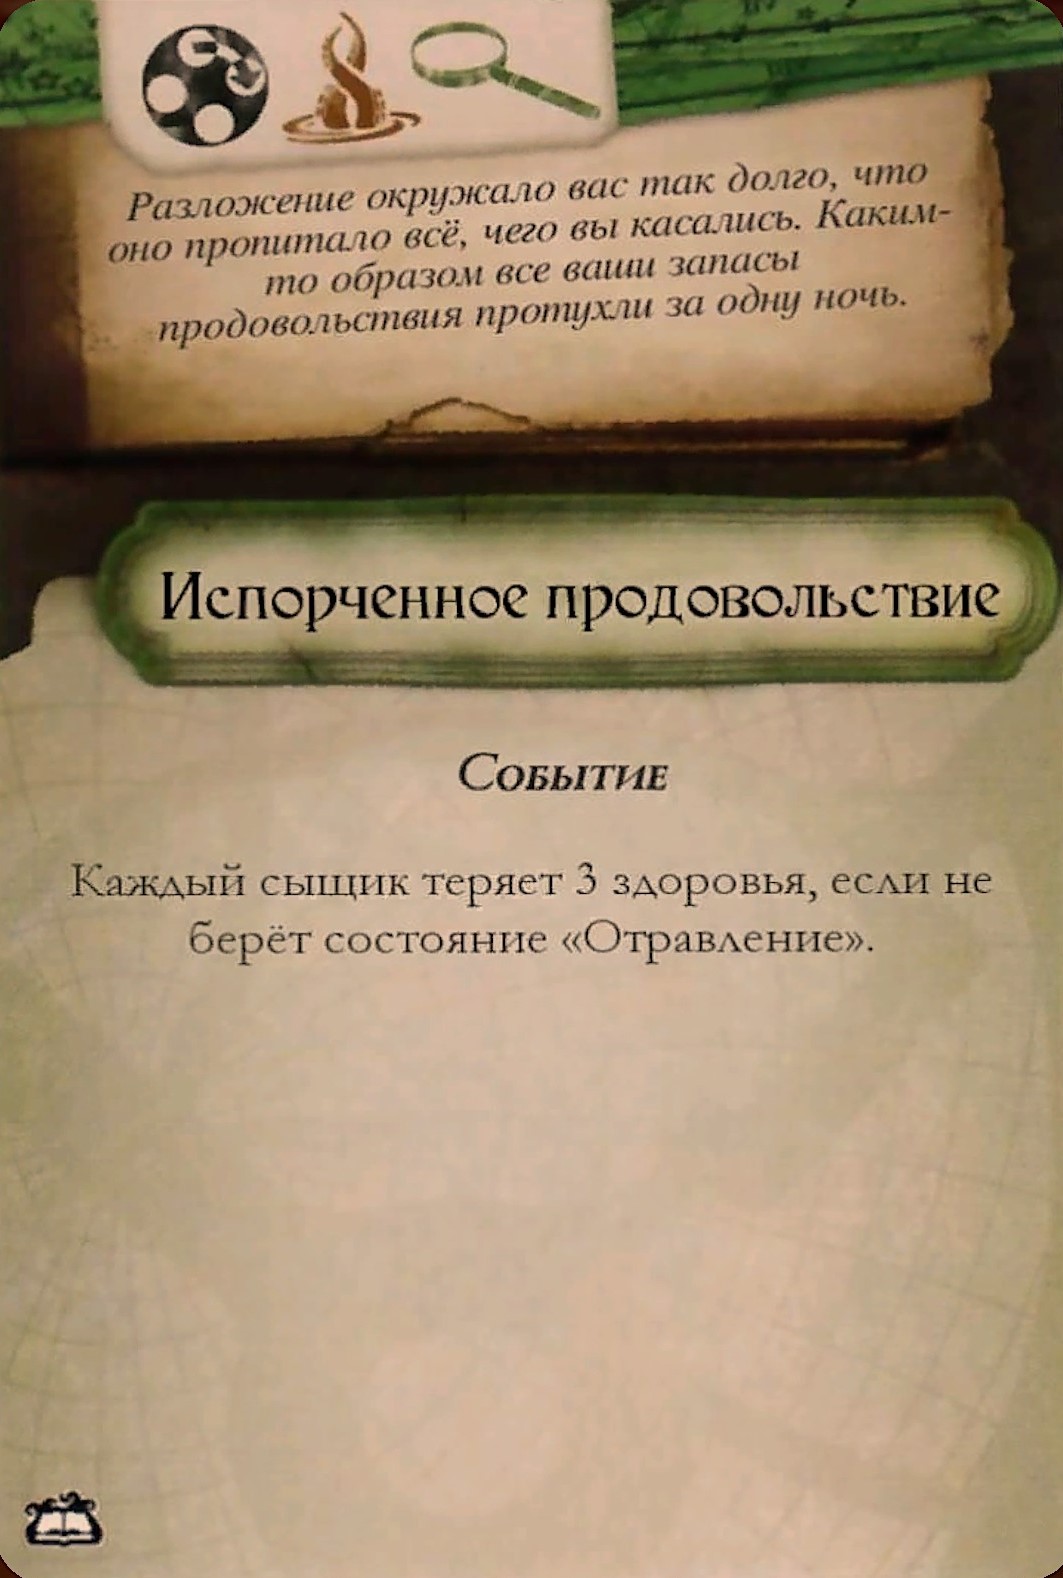 Разложение окружало вас так долго, что
оно пропитало всё, чего вы касались. Каким-
то образом все ваши запасы
продовольствия протухли за одну ночь.
Испорченное продовольствие
Событие
Каждый сыщик теряет 3 здоровья, если не
берёт состояние «Отравление».